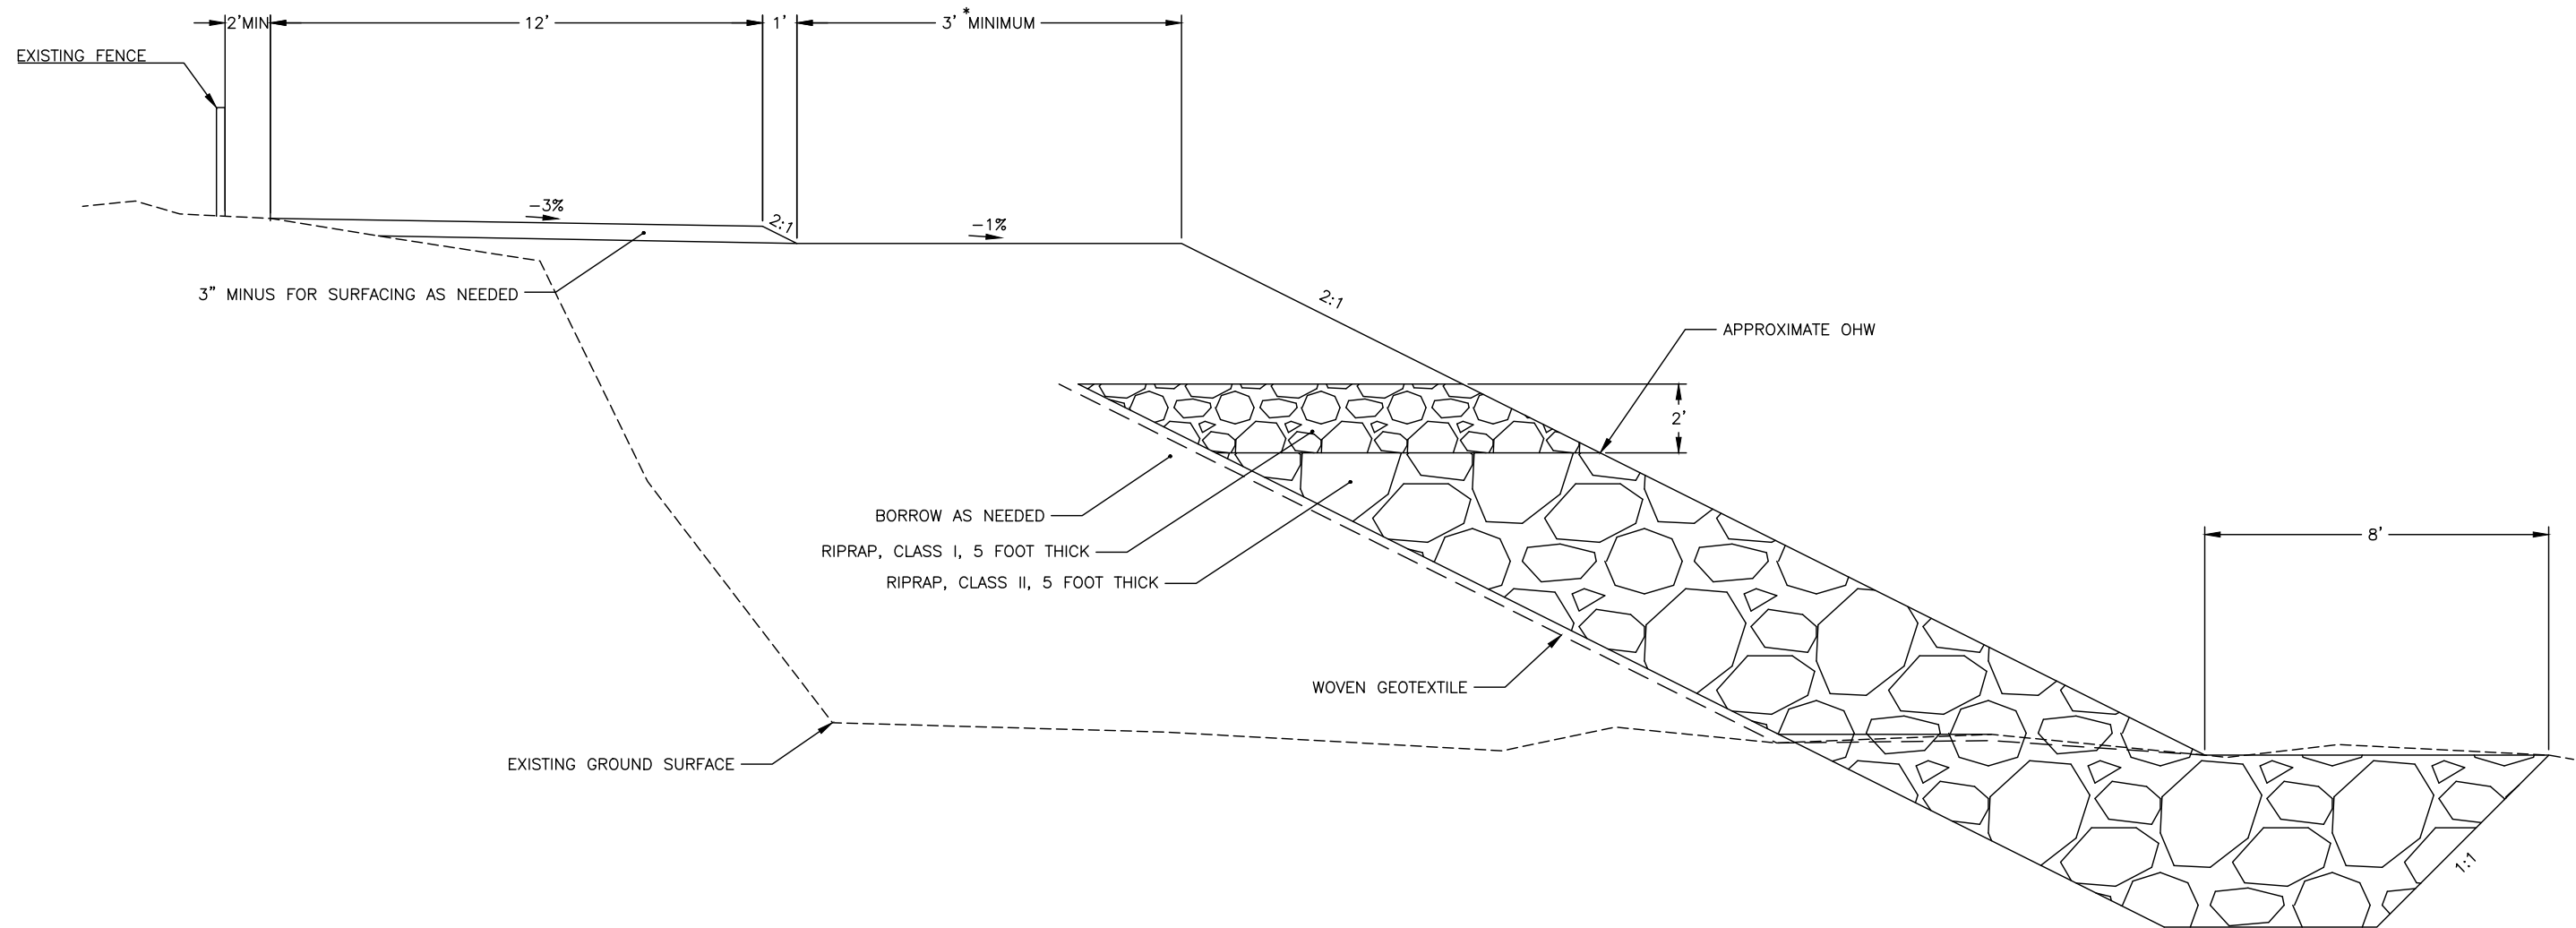 2'MIN
12'
1'
3' *MINIMUM
EXISTING FENCE
-3%
2:1
-1%
3" MINUS FOR SURFACING AS NEEDED
2:1
APPROXIMATE OHW
2'
BORROW AS NEEDED
RIPRAP, CLASS I, 5 FOOT THICK
8'
RIPRAP, CLASS II, 5 FOOT THICK
WOVEN GEOTEXTILE
EXISTING GROUND SURFACE
1:1